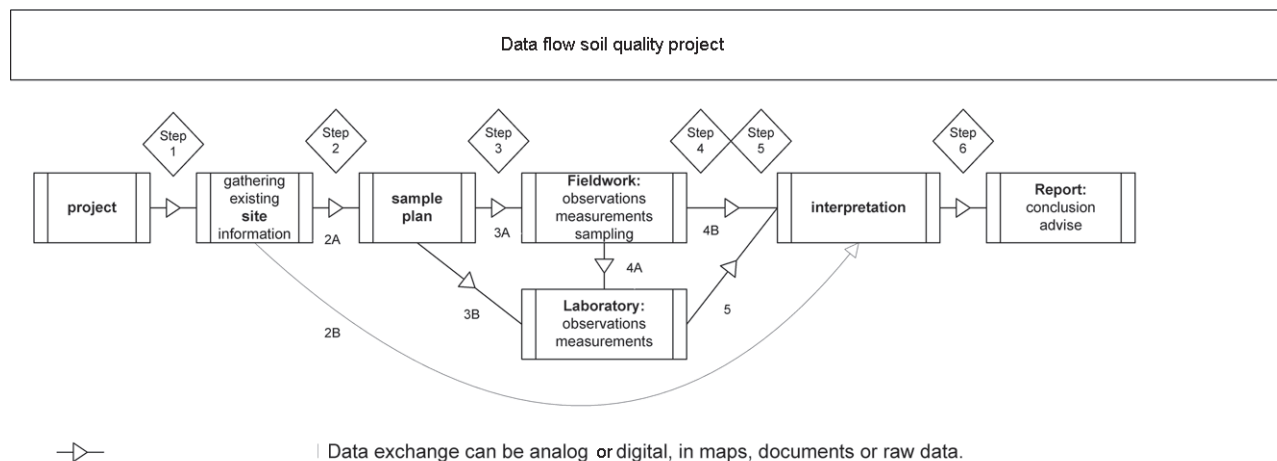 Data flow soil quality project
Step
1
Step
2
Step
3
Step
4
Step
5
Step
6
project
gathering
existing
site
information
sample
plan
Fieldwork:
observations
measurements
sampling
interpretation
Report:
conclusion
advise
2A
3A
4B
4A
Laboratory:
observations
measurements
3B
5
2B
Data exchange can be analog or digital, in maps, documents or raw data.